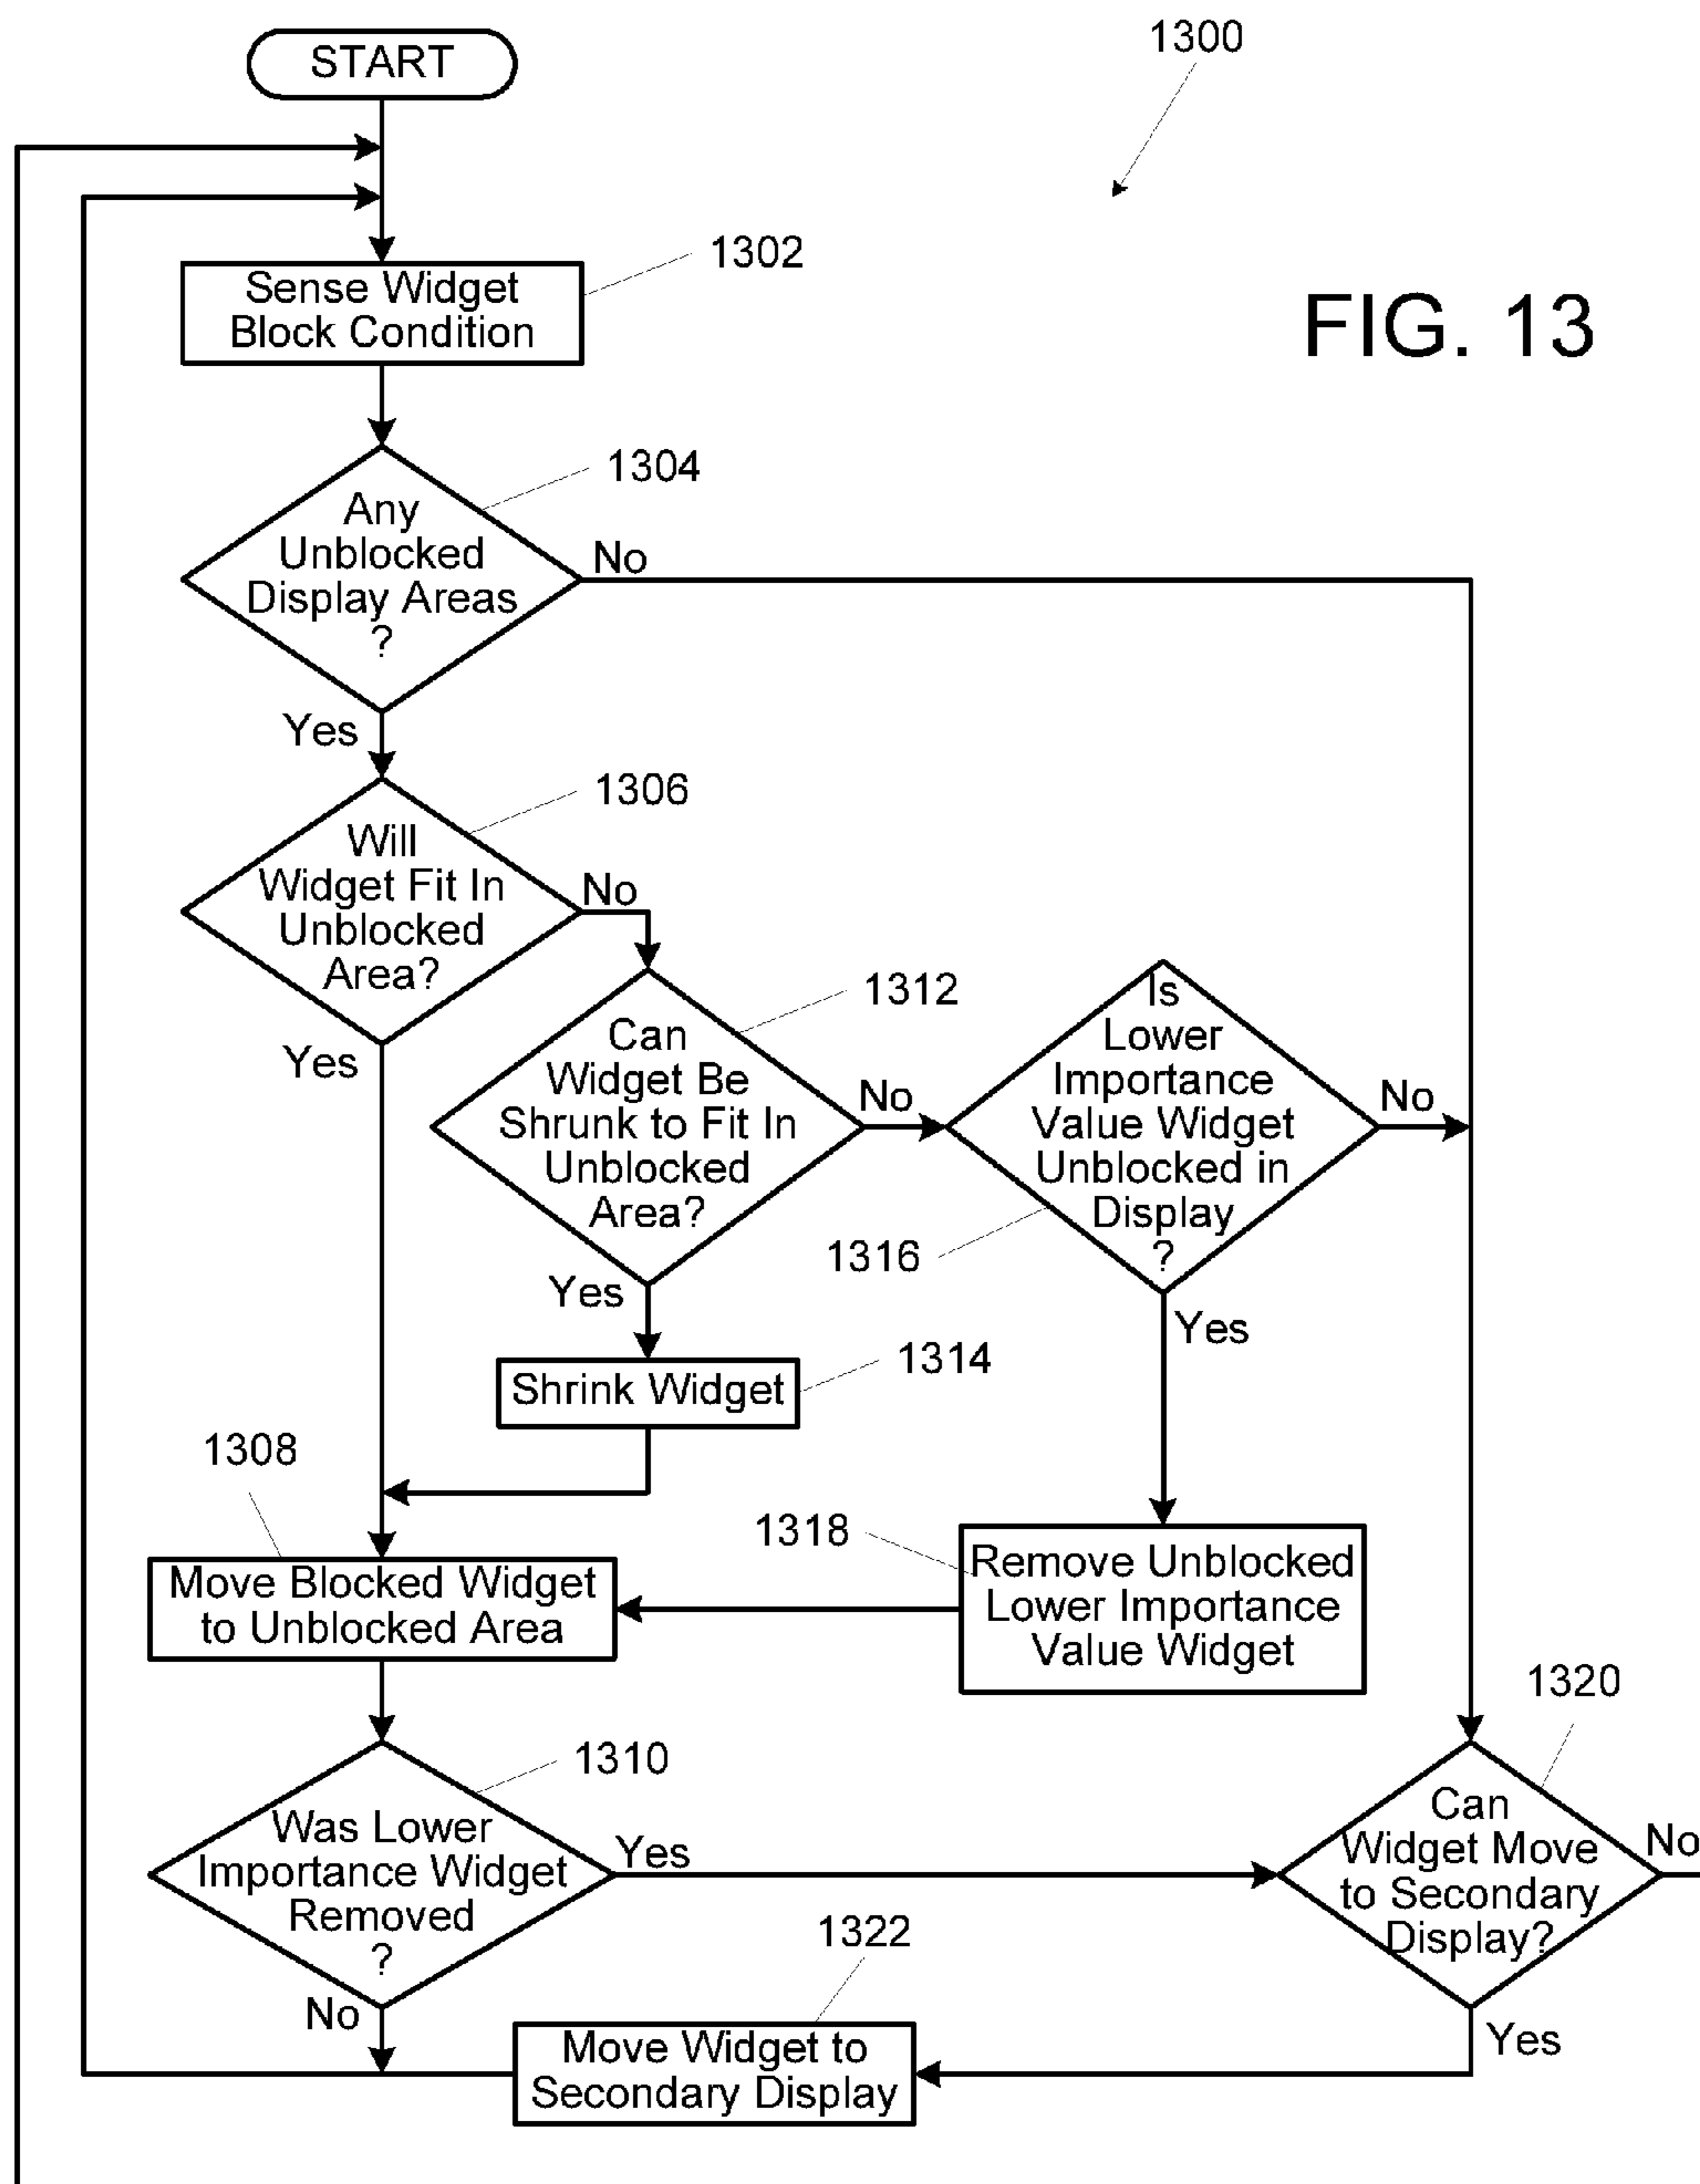 START
1300
1302
Sense Widget
Block Condition
FIG. 13
1304
Any
Unblocked
Display Areas
?
No
Yes
1306
Will
Widget Fit In
Unblocked
Area?
No
Yes
1312
Can
Widget Be
Shrunk to Fit In
Unblocked
Area?
No
Yes
Is
Lower
Importance
Value Widget
Unblocked in
Display
?
1316
No
Yes
1314
Shrink Widget
1308
Move Blocked Widget
to Unblocked Area
1318
Remove Unblocked
Lower Importance
Value Widget
1310
Was Lower
Importance Widget
Removed
?
Yes
No
1320
Can
Widget Move
to Secondary
Display?
No
Yes
1322
Move Widget to
Secondary Display